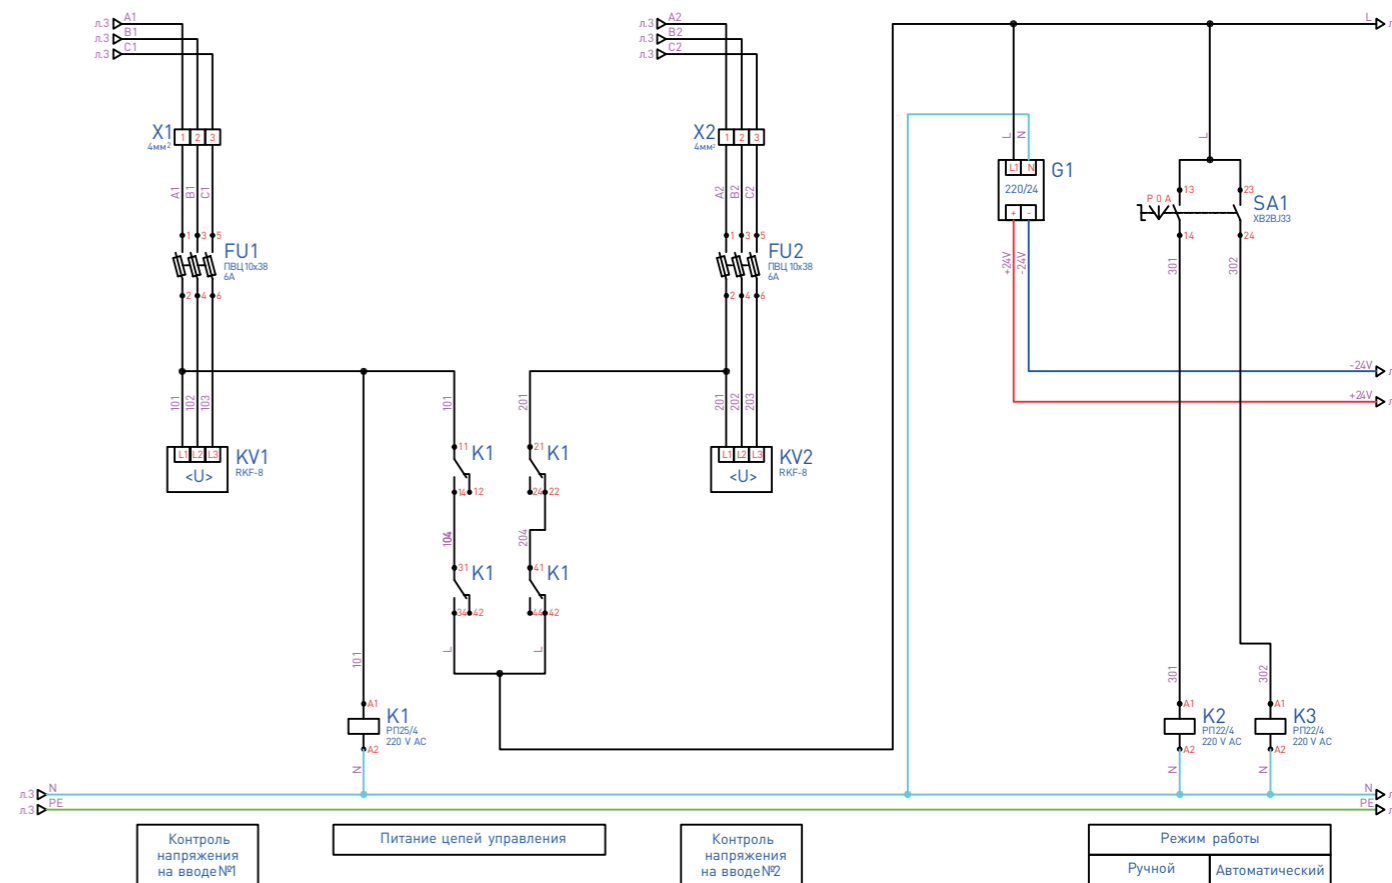 л.3 A1
л.3 B1
л.3 C1
л.3 A2
л.3 B2
л.3 C2
L
X1
4мм²
1 2 3
X2
4мм²
1 2 3
A1 B1 C1
A2 B2 C2
L N
L
L1 N
G1
220/24
+ -
+24V -24V
P 0 A
13 23
SA1
XB2BJ33
14 24
301 302
1 3 5
FU1
ПВЦ 10x38
6А
2 4 6
1 3 5
FU2
ПВЦ 10x38
6А
2 4 6
-24V
+24V
101 102 103
101
201
201 202 203
L1 L2 L3
KV1
RKF-8
<U>
11 K1
14 12
21 K1
24 22
L1 L2 L3
KV2
RKF-8
<U>
104
204
31 K1
34 42
41 K1
44 42
L L
101
301 302
A1
K1
РП25/4
220 V AC
A2
N
A1
K2
РП22/4
220 V AC
A2
N
A1
K3
РП22/4
220 V AC
A2
N
л.3 N
л.3 PE
N
PE
Контроль
напряжения
на вводе№1
Питание цепей управления
Контроль
напряжения
на вводе№2
Режим работы
Ручной Автоматический